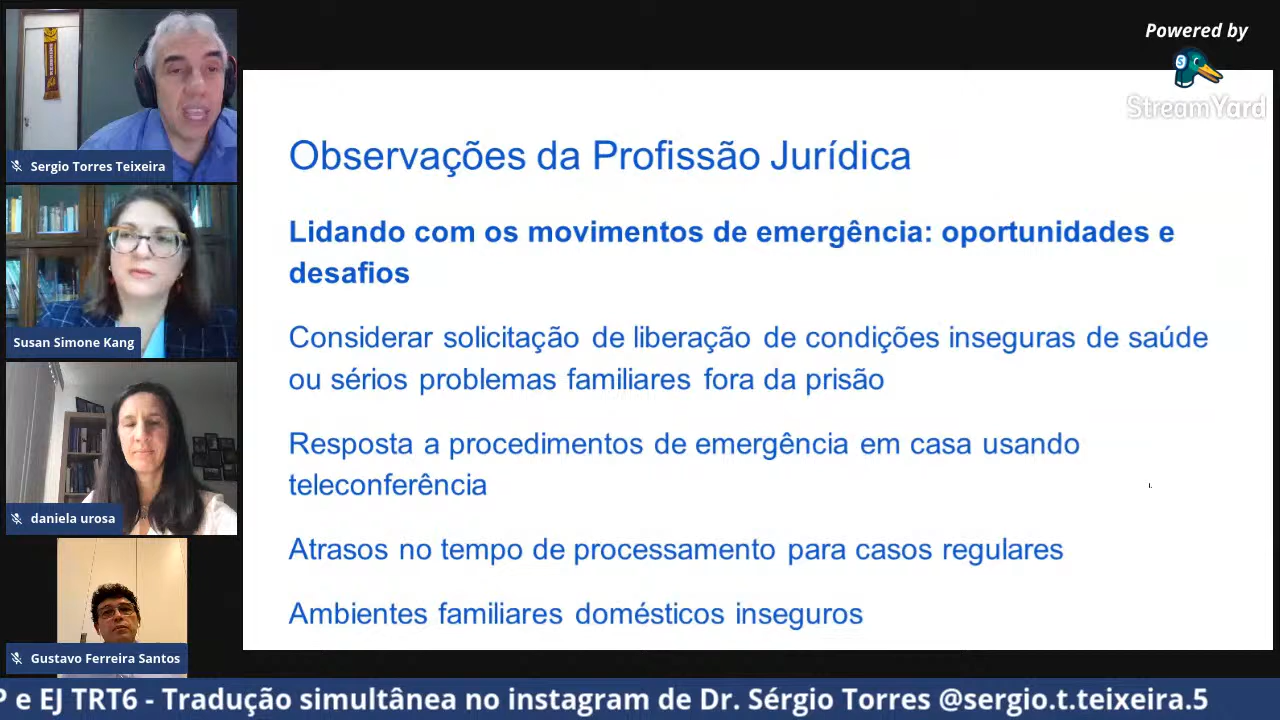 Powered by
StreamYard
Sergio Torres Teixeira
Susan Simone Kang
daniela urosa
Gustavo Ferreira Santos
Observações da Profissão Jurídica
Lidando com os movimentos de emergência: oportunidades e
desafios
Considerar solicitação de liberação de condições inseguras de saúde
ou sérios problemas familiares fora da prisão
Resposta a procedimentos de emergência em casa usando
teleconferência
Atrasos no tempo de processamento para casos regulares
Ambientes familiares domésticos inseguros
P e EJ TRT6 - Tradução simultânea no instagram de Dr. Sérgio Torres @sergio.t.teixeira.5